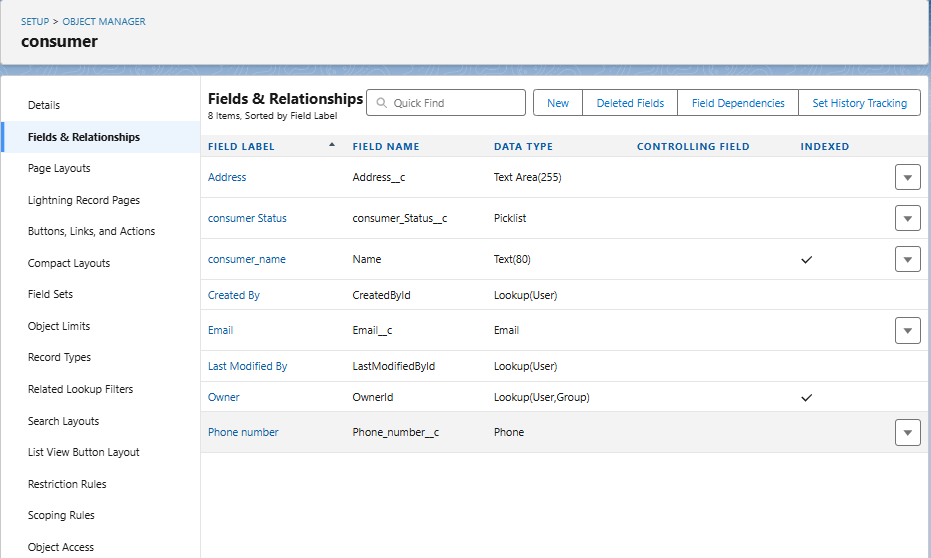 SETUP > OBJECT MANAGER
consumer
Details
Fields & Relationships
Page Layouts
Lightning Record Pages
Buttons, Links, and Actions
Compact Layouts
Field Sets
Object Limits
Record Types
Related Lookup Filters
Search Layouts
List View Button Layout
Restriction Rules
Scoping Rules
Object Access
Fields & Relationships
8 Items, Sorted by Field Label
Quick Find
New
Deleted Fields
Field Dependencies
Set History Tracking
FIELD LABEL FIELD NAME DATA TYPE CONTROLLING FIELD INDEXED
Address Address__c Text Area(255)
consumer Status consumer_Status__c Picklist
consumer_name Name Text(80) ✓
Created By CreatedById Lookup(User)
Email Email__c Email
Last Modified By LastModifiedById Lookup(User)
Owner OwnerId Lookup(User,Group) ✓
Phone number Phone_number__c Phone